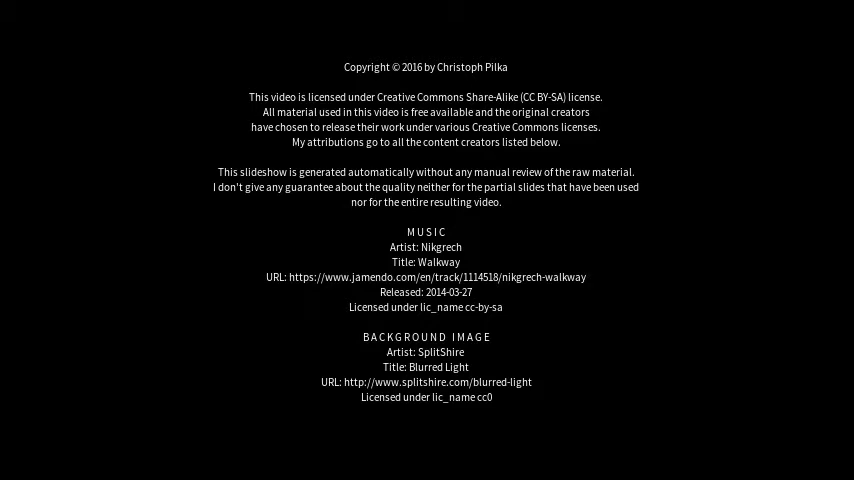 Copyright © 2016 by Christoph Pilka
This video is licensed under Creative Commons Share-Alike (CC BY-SA) license.
All material used in this video is free available and the original creators
have chosen to release their work under various Creative Commons licenses.
My attributions go to all the content creators listed below.
This slideshow is generated automatically without any manual review of the raw material.
I don't give any guarantee about the quality neither for the partial slides that have been used
nor for the entire resulting video.
M U S I C
Artist: Nikgrech
Title: Walkway
URL: https://www.jamendo.com/en/track/1114518/nikgrech-walkway
Released: 2014-03-27
Licensed under lic_name cc-by-sa
B A C K G R O U N D  I M A G E
Artist: SplitShire
Title: Blurred Light
URL: http://www.splitshire.com/blurred-light
Licensed under lic_name cc0